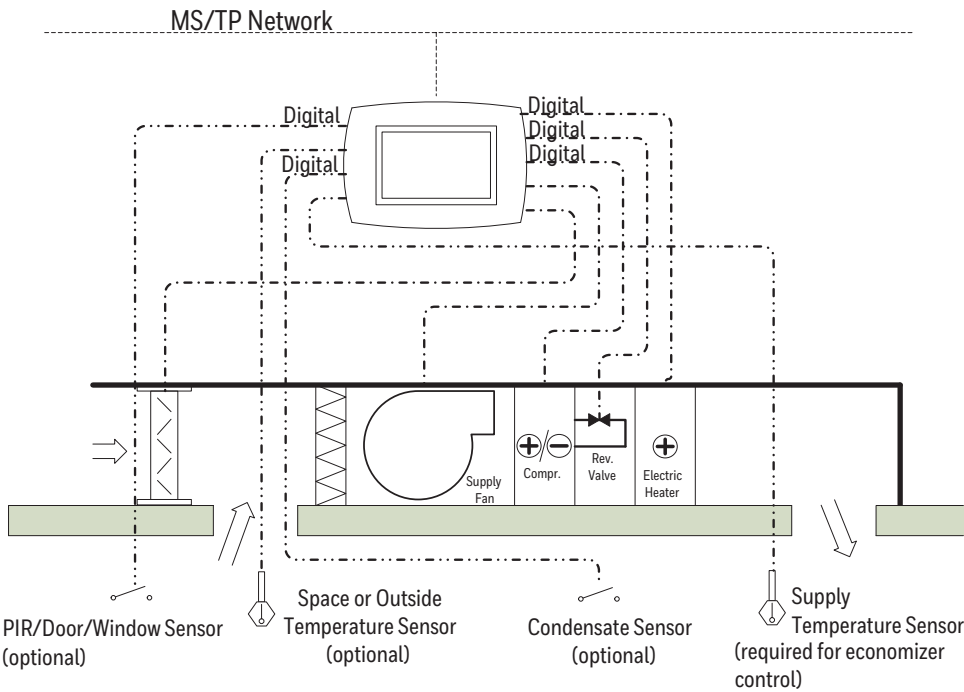 MS/TP Network
Digital
Digital
Digital
Digital
Digital
Supply
Fan
Compr.
Rev.
Valve
Electric
Heater
PIR/Door/Window Sensor
(optional)
Space or Outside
Temperature Sensor
(optional)
Condensate Sensor
(optional)
Supply
Temperature Sensor
(required for economizer
control)